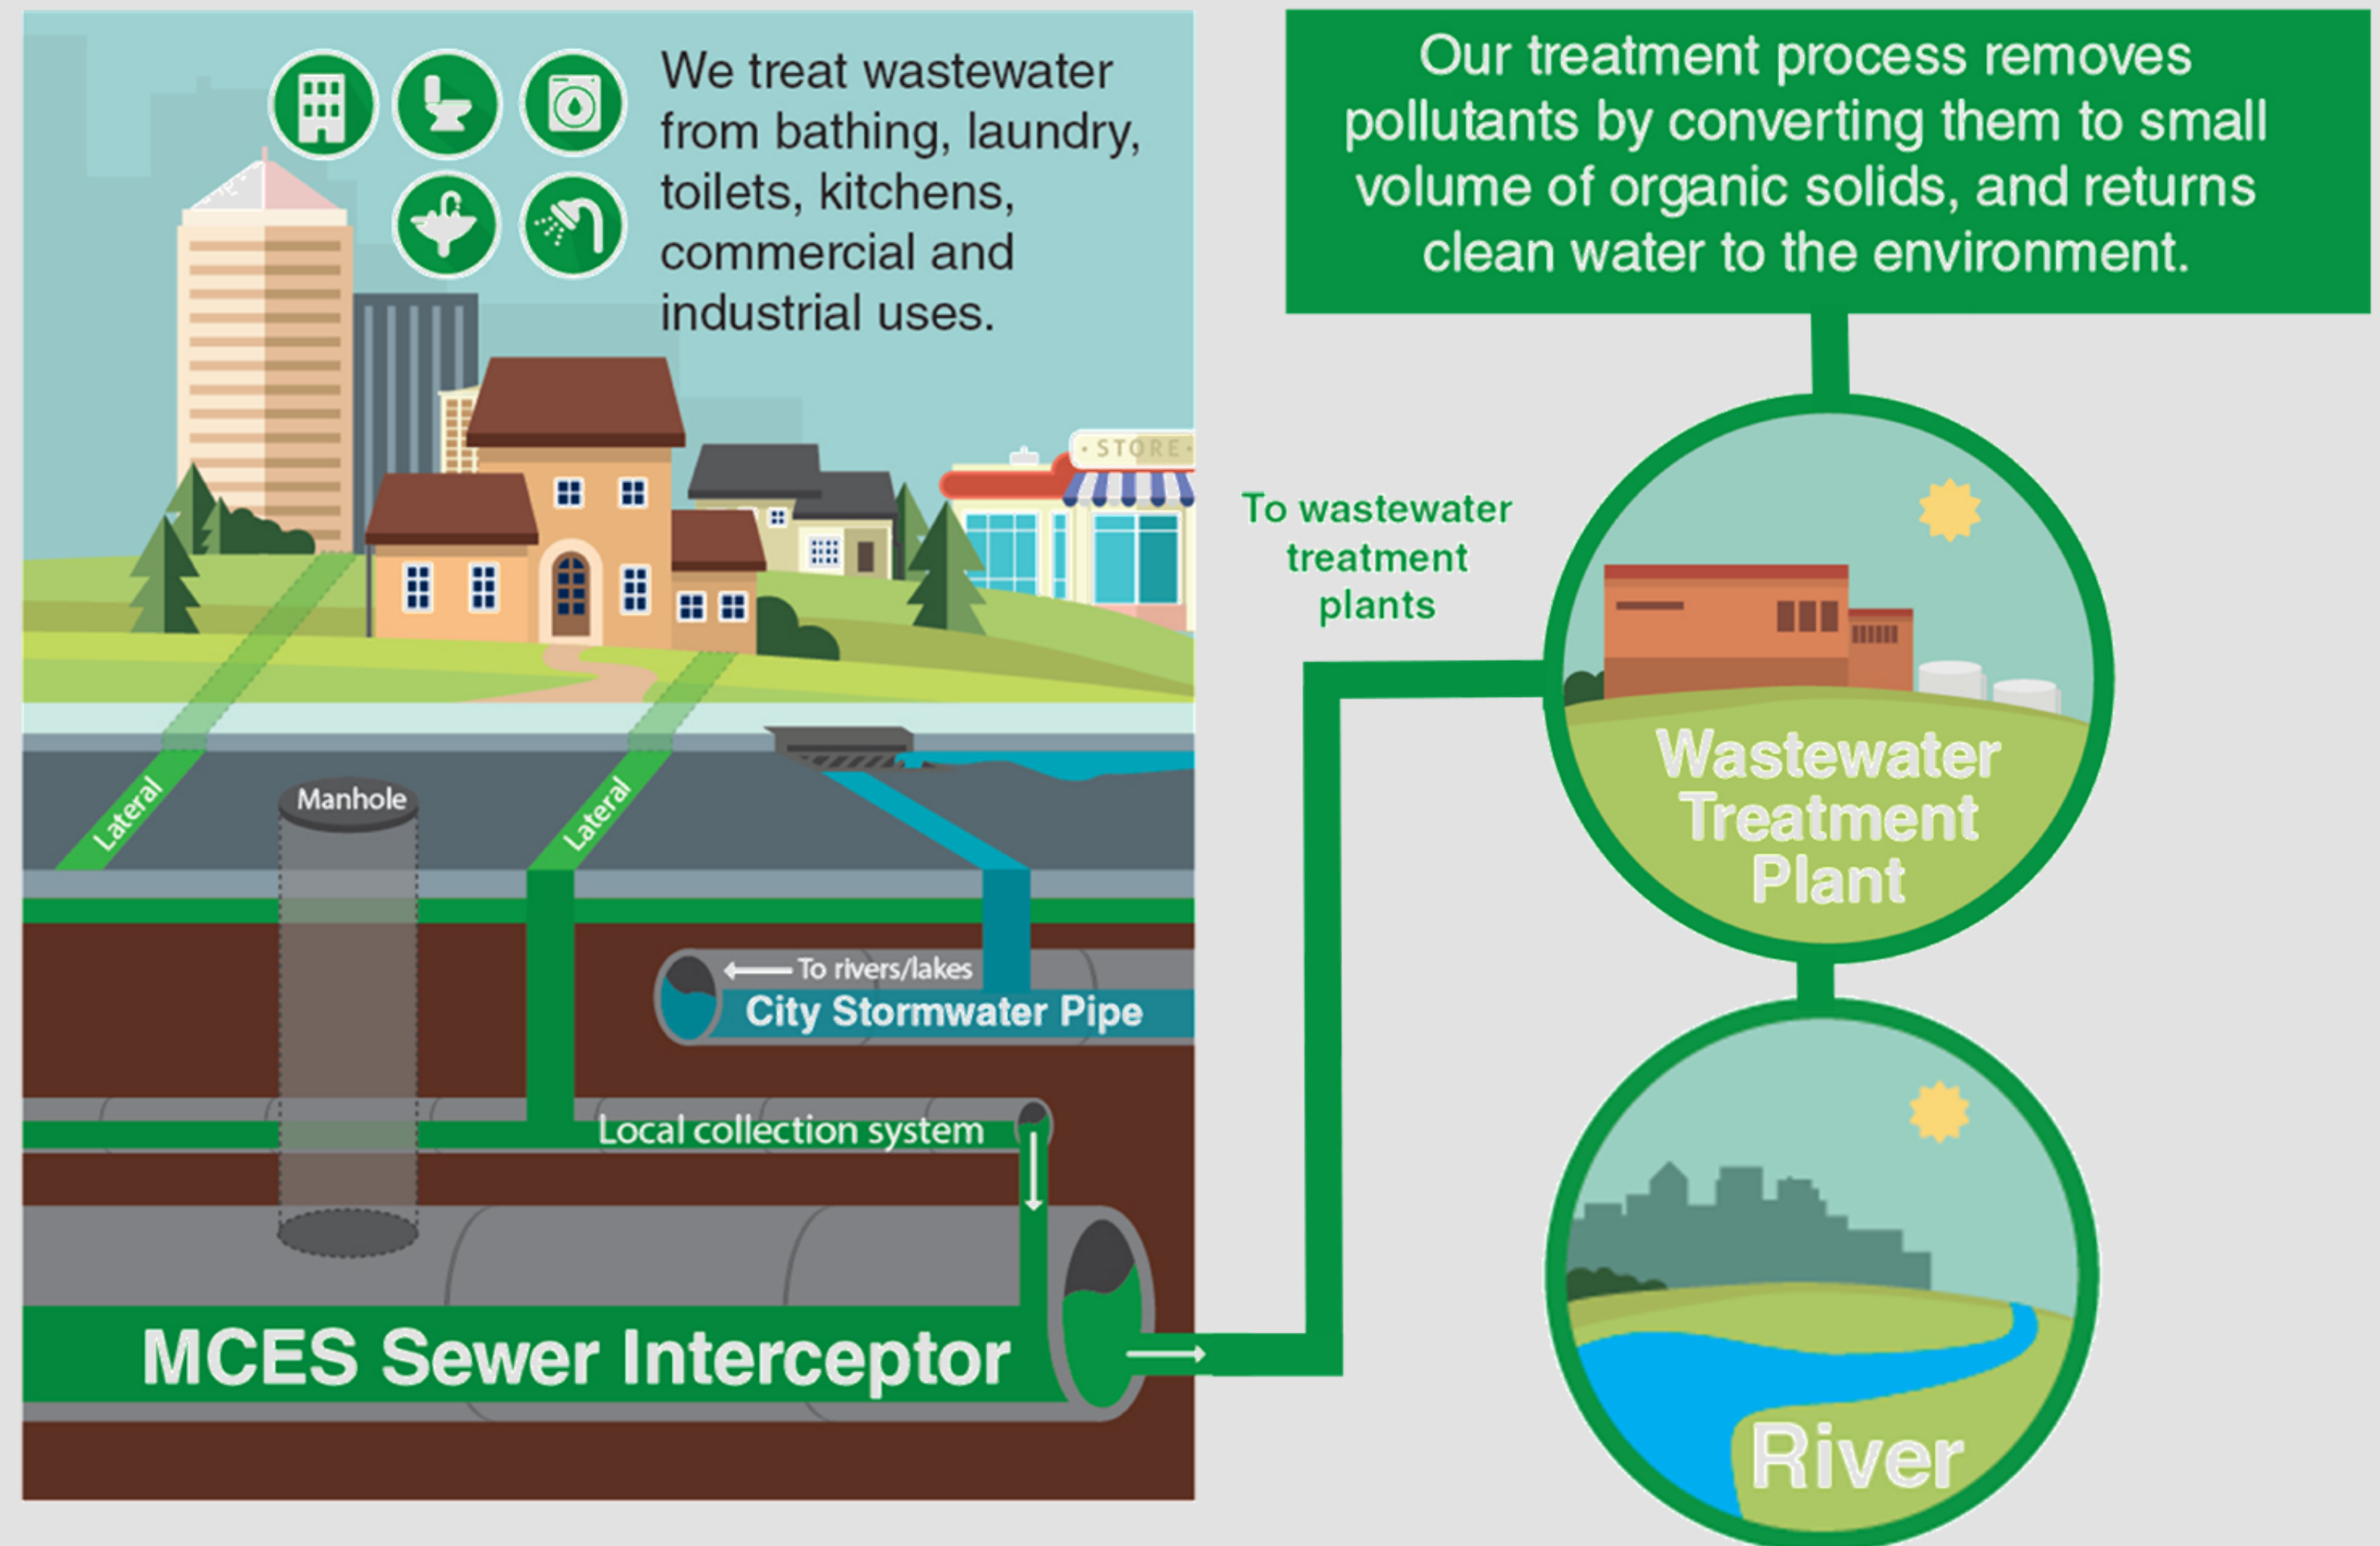 We treat wastewater
from bathing, laundry,
toilets, kitchens,
commercial and
industrial uses.
Our treatment process removes
pollutants by converting them to small
volume of organic solids, and returns
clean water to the environment.
· STORE ·
To wastewater
treatment
plants
Wastewater
Treatment
Plant
Lateral
Manhole
Lateral
← To rivers/lakes
City Stormwater Pipe
Local collection system
MCES Sewer Interceptor
River